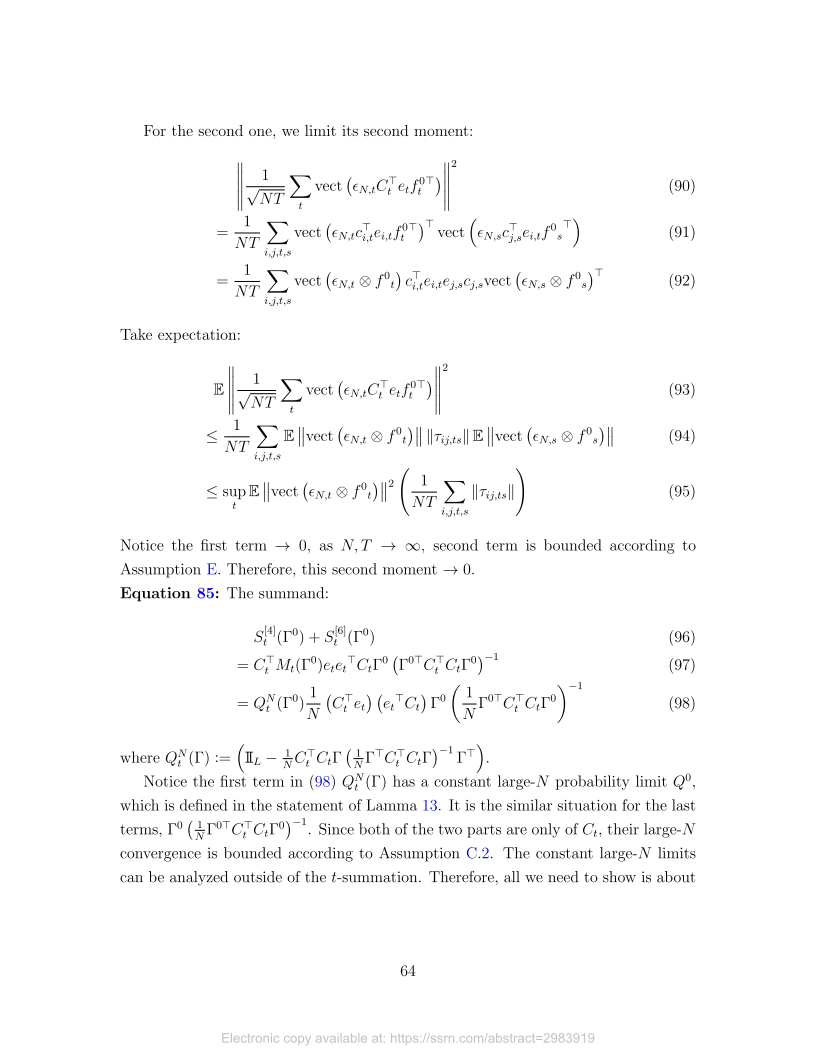 For the second one, we limit its second moment:
$\left\| \frac{1}{\sqrt{NT}} \sum_t \text{vect}\left(\epsilon_{N,t} C_t^\top e_t f_t^{0\top}\right) \right\|^2$ (90)
$= \frac{1}{NT} \sum_{i,j,t,s} \text{vect}\left(\epsilon_{N,t} c_{i,t}^\top e_{i,t} f_t^{0\top}\right)^\top \text{vect}\left(\epsilon_{N,s} c_{j,s}^\top e_{i,t} {f^0}_s^\top\right)$ (91)
$= \frac{1}{NT} \sum_{i,j,t,s} \text{vect}\left(\epsilon_{N,t} \otimes {f^0}_t\right) c_{i,t}^\top e_{i,t} e_{j,s} c_{j,s} \text{vect}\left(\epsilon_{N,s} \otimes {f^0}_s\right)^\top$ (92)
Take expectation:
$\mathbb{E} \left\| \frac{1}{\sqrt{NT}} \sum_t \text{vect}\left(\epsilon_{N,t} C_t^\top e_t f_t^{0\top}\right) \right\|^2$ (93)
$\leq \frac{1}{NT} \sum_{i,j,t,s} \mathbb{E} \left\| \text{vect}\left(\epsilon_{N,t} \otimes {f^0}_t\right) \right\| \left\| \tau_{ij,ts} \right\| \mathbb{E} \left\| \text{vect}\left(\epsilon_{N,s} \otimes {f^0}_s\right) \right\|$ (94)
$\leq \sup_t \mathbb{E} \left\| \text{vect}\left(\epsilon_{N,t} \otimes {f^0}_t\right) \right\|^2 \left( \frac{1}{NT} \sum_{i,j,t,s} \left\| \tau_{ij,ts} \right\| \right)$ (95)
Notice the first term → 0, as $N, T \to \infty$, second term is bounded according to
Assumption E. Therefore, this second moment → 0.
Equation 85: The summand:
$S_t^{[4]}(\Gamma^0) + S_t^{[6]}(\Gamma^0)$ (96)
$= C_t^\top M_t(\Gamma^0) e_t {e_t}^\top C_t \Gamma^0 \left(\Gamma^{0\top} C_t^\top C_t \Gamma^0\right)^{-1}$ (97)
$= Q_t^N(\Gamma^0) \frac{1}{N} \left(C_t^\top e_t\right) \left({e_t}^\top C_t\right) \Gamma^0 \left( \frac{1}{N} \Gamma^{0\top} C_t^\top C_t \Gamma^0 \right)^{-1}$ (98)
where $Q_t^N(\Gamma) := \left( \mathbb{I}_L - \frac{1}{N} C_t^\top C_t \Gamma \left( \frac{1}{N} \Gamma^\top C_t^\top C_t \Gamma \right)^{-1} \Gamma^\top \right)$.
Notice the first term in (98) $Q_t^N(\Gamma)$ has a constant large-$N$ probability limit $Q^0$,
which is defined in the statement of Lamma 13. It is the similar situation for the last
terms, $\Gamma^0 \left( \frac{1}{N} \Gamma^{0\top} C_t^\top C_t \Gamma^0 \right)^{-1}$. Since both of the two parts are only of $C_t$, their large-$N$
convergence is bounded according to Assumption C.2. The constant large-$N$ limits
can be analyzed outside of the $t$-summation. Therefore, all we need to show is about
64
Electronic copy available at: https://ssrn.com/abstract=2983919